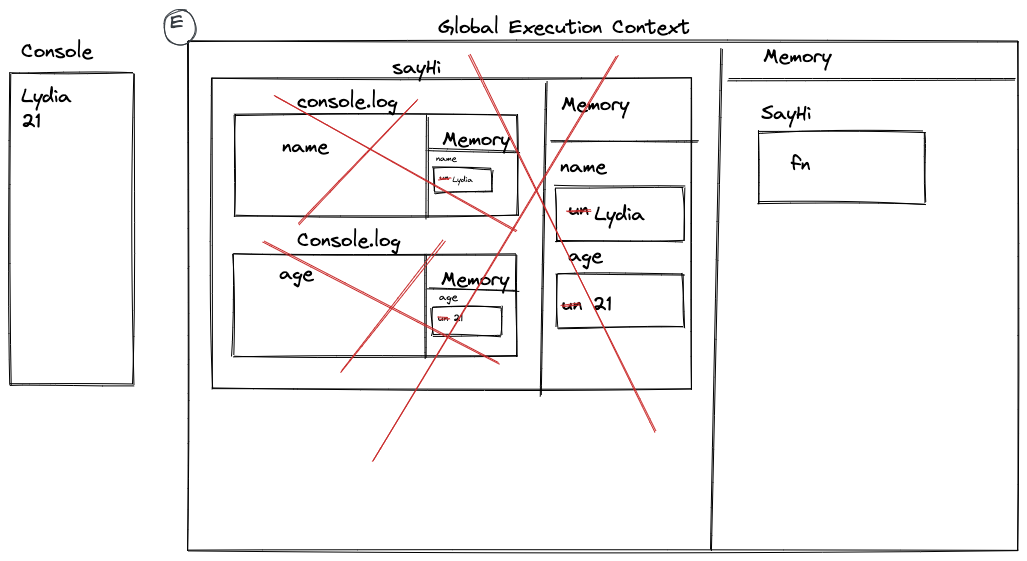 E
Global Execution Context
Console
Lydia
21
sayHi
console.log
name
Memory
name
un Lydia
Console.log
age
Memory
age
un 21
Memory
name
un Lydia
age
un 21
Memory
SayHi
fn